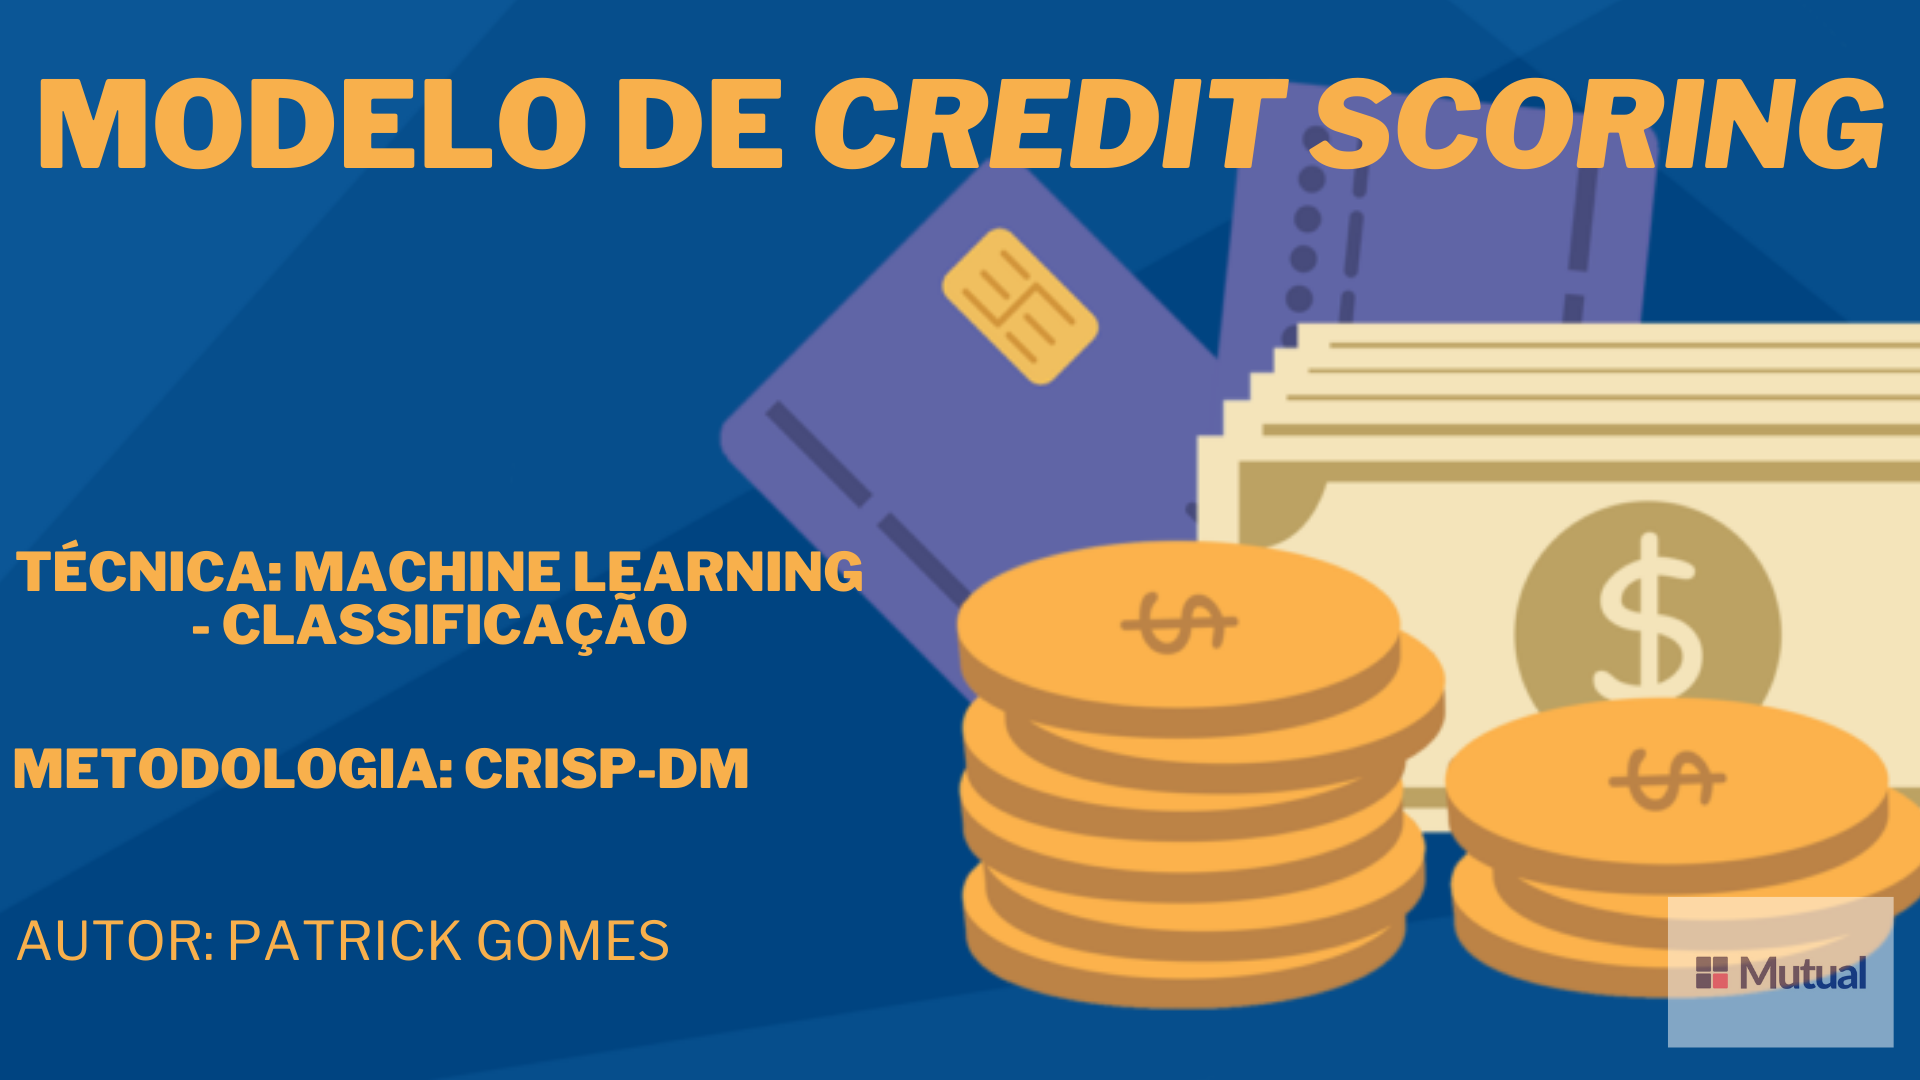 MODELO DE CREDIT SCORING
TÉCNICA: MACHINE LEARNING
- CLASSIFICAÇÃO
METODOLOGIA: CRISP-DM
AUTOR: PATRICK GOMES
Mutual